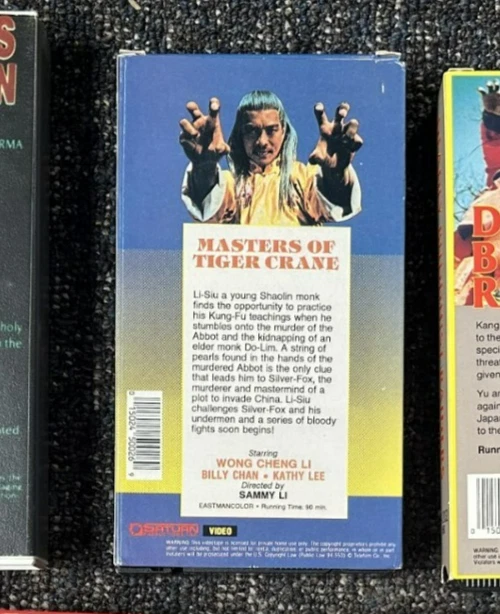 S
N
RMA
holy
the
ated
MASTERS OF
TIGER CRANE
Li-Siu a young Shaolin monk
finds the opportunity to practice
his Kung-Fu teachings when he
stumbles onto the murder of the
Abbot and the kidnapping of an
elder monk Do-Lim. A string of
pearls found in the hands of the
murdered Abbot is the only clue
that leads him to Silver-Fox, the
murderer and mastermind of a
plot to invade China. Li-Siu
challenges Silver-Fox and his
undermen and a series of bloody
fights soon begins!
Starring
WONG CHENG LI
BILLY CHAN • KATHY LEE
Directed by
SAMMY LI
EASTMANCOLOR • Running Time: 90 min.
SATURN VIDEO
D
B
R
Kang
to the
speci
threat
given
Yu an
again
Japa
to the
Runn